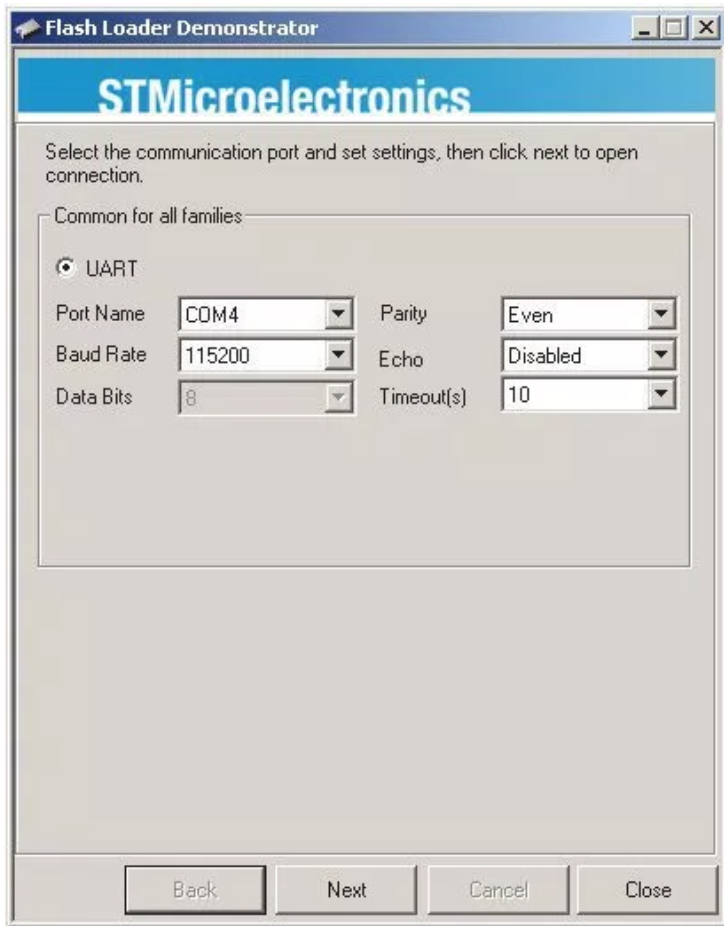 Flash Loader Demonstrator
STMicroelectronics
Select the communication port and set settings, then click next to open
connection.
Common for all families
UART
Port Name COM4 Parity Even
Baud Rate 115200 Echo Disabled
Data Bits 8 Timeout(s) 10
Back Next Cancel Close